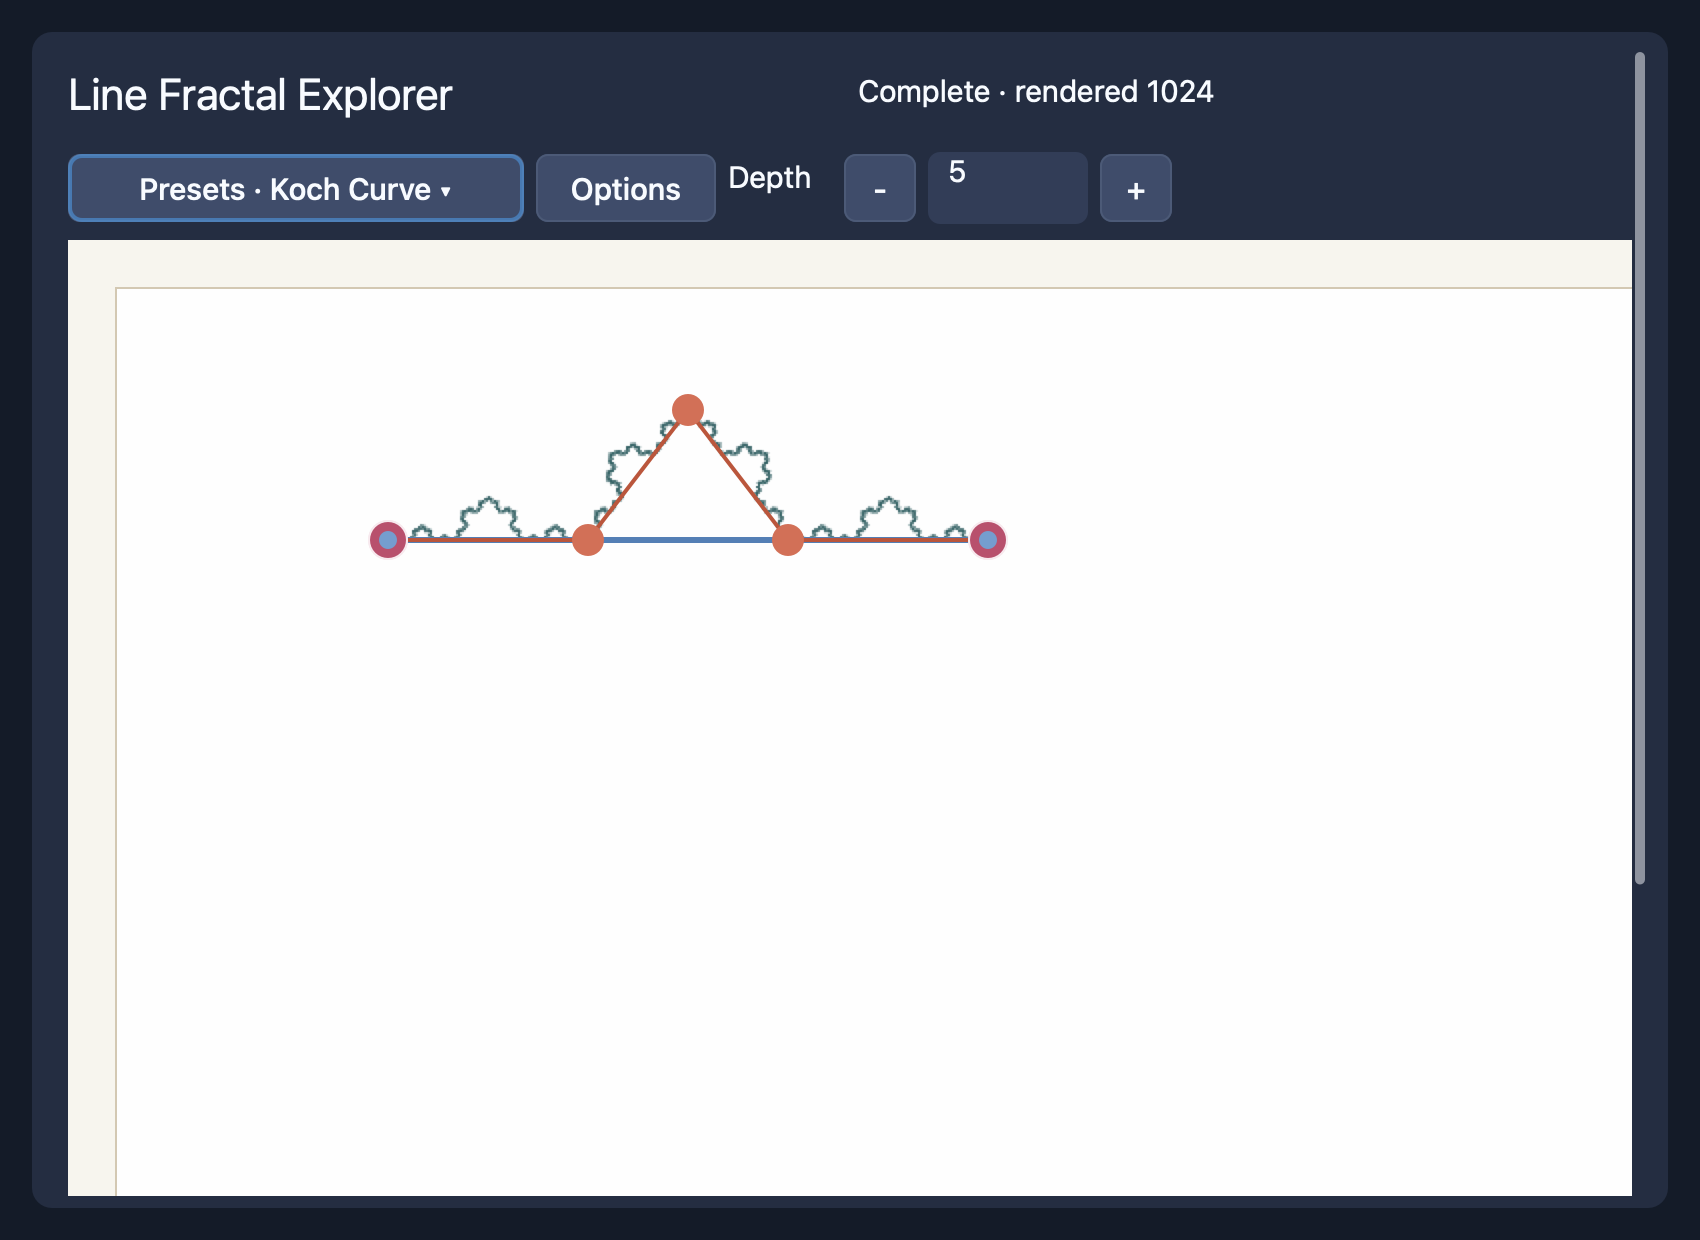 Line Fractal Explorer
Complete · rendered 1024
Presets · Koch Curve ▾
Options
Depth
-
5
+